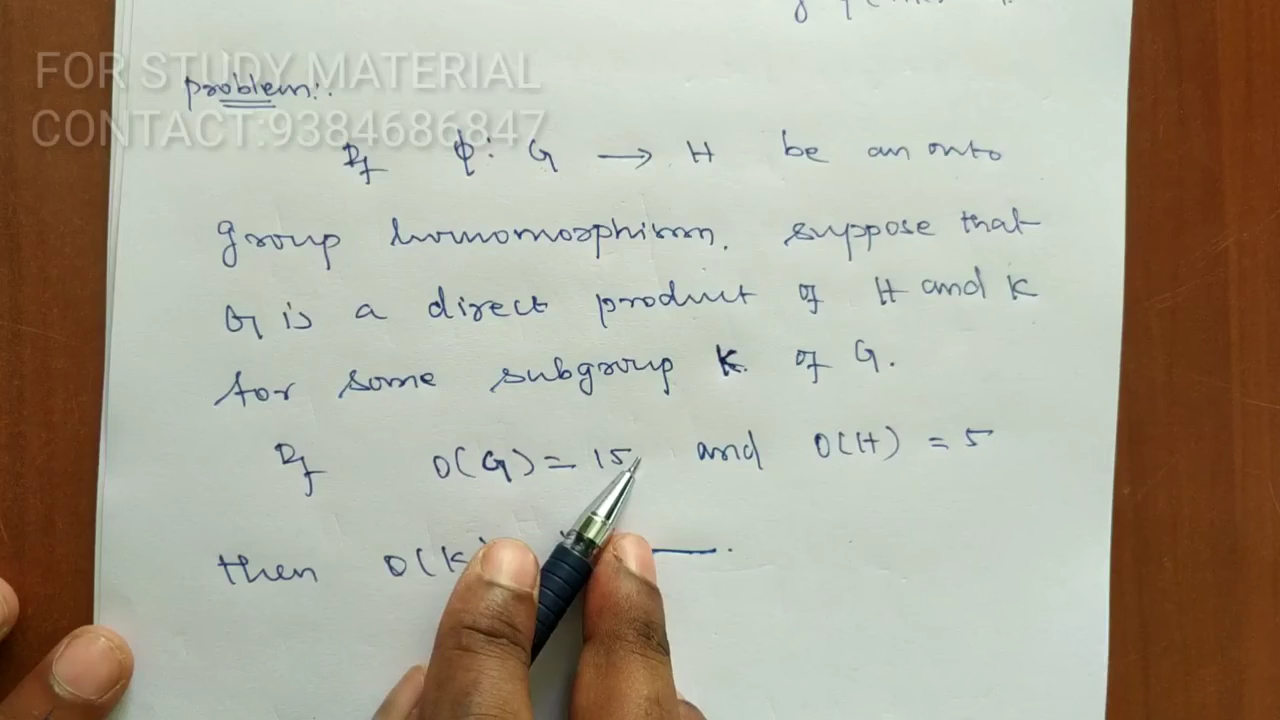 FOR STUDY MATERIAL
problem:.
CONTACT:9384686847
If φ: G → H be an onto
group homomorphism. suppose that
G is a direct product of H and K
for some subgroup K of G.
If O(G) = 15 and O(H) = 5
then O(K)